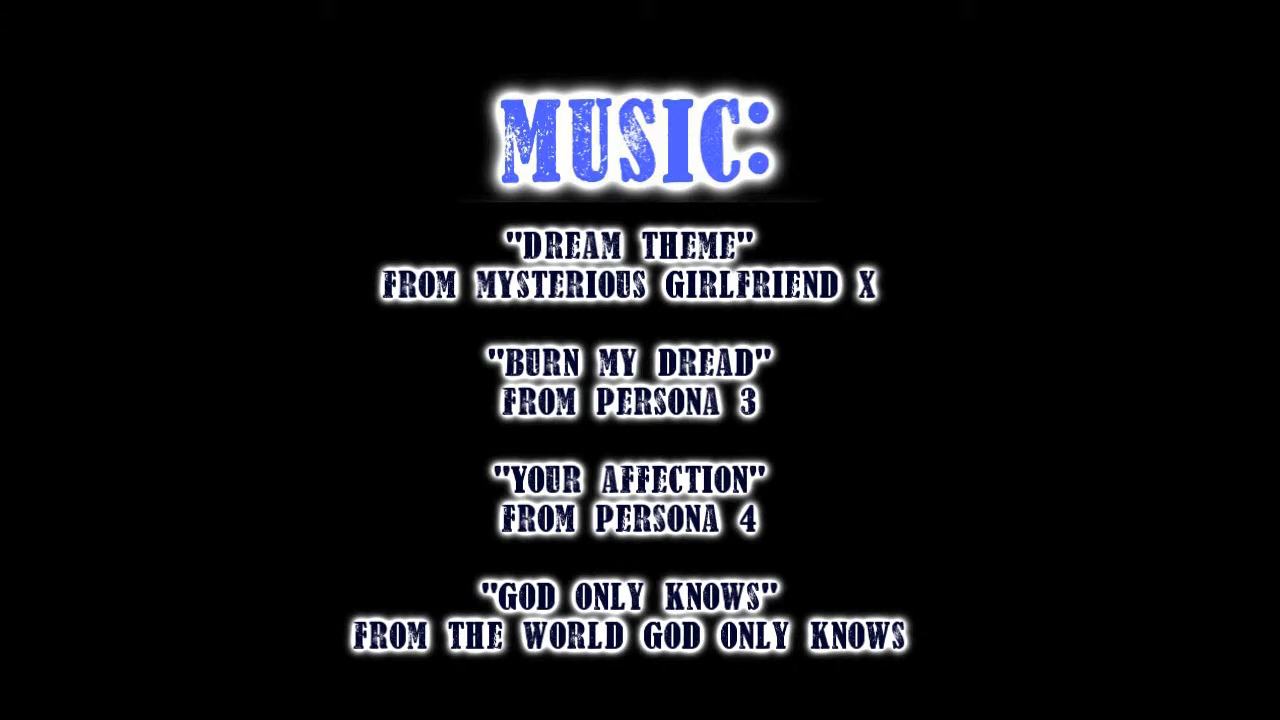 MUSIC:
"DREAM THEME"
FROM MYSTERIOUS GIRLFRIEND X
"BURN MY DREAD"
FROM PERSONA 3
"YOUR AFFECTION"
FROM PERSONA 4
"GOD ONLY KNOWS"
FROM THE WORLD GOD ONLY KNOWS